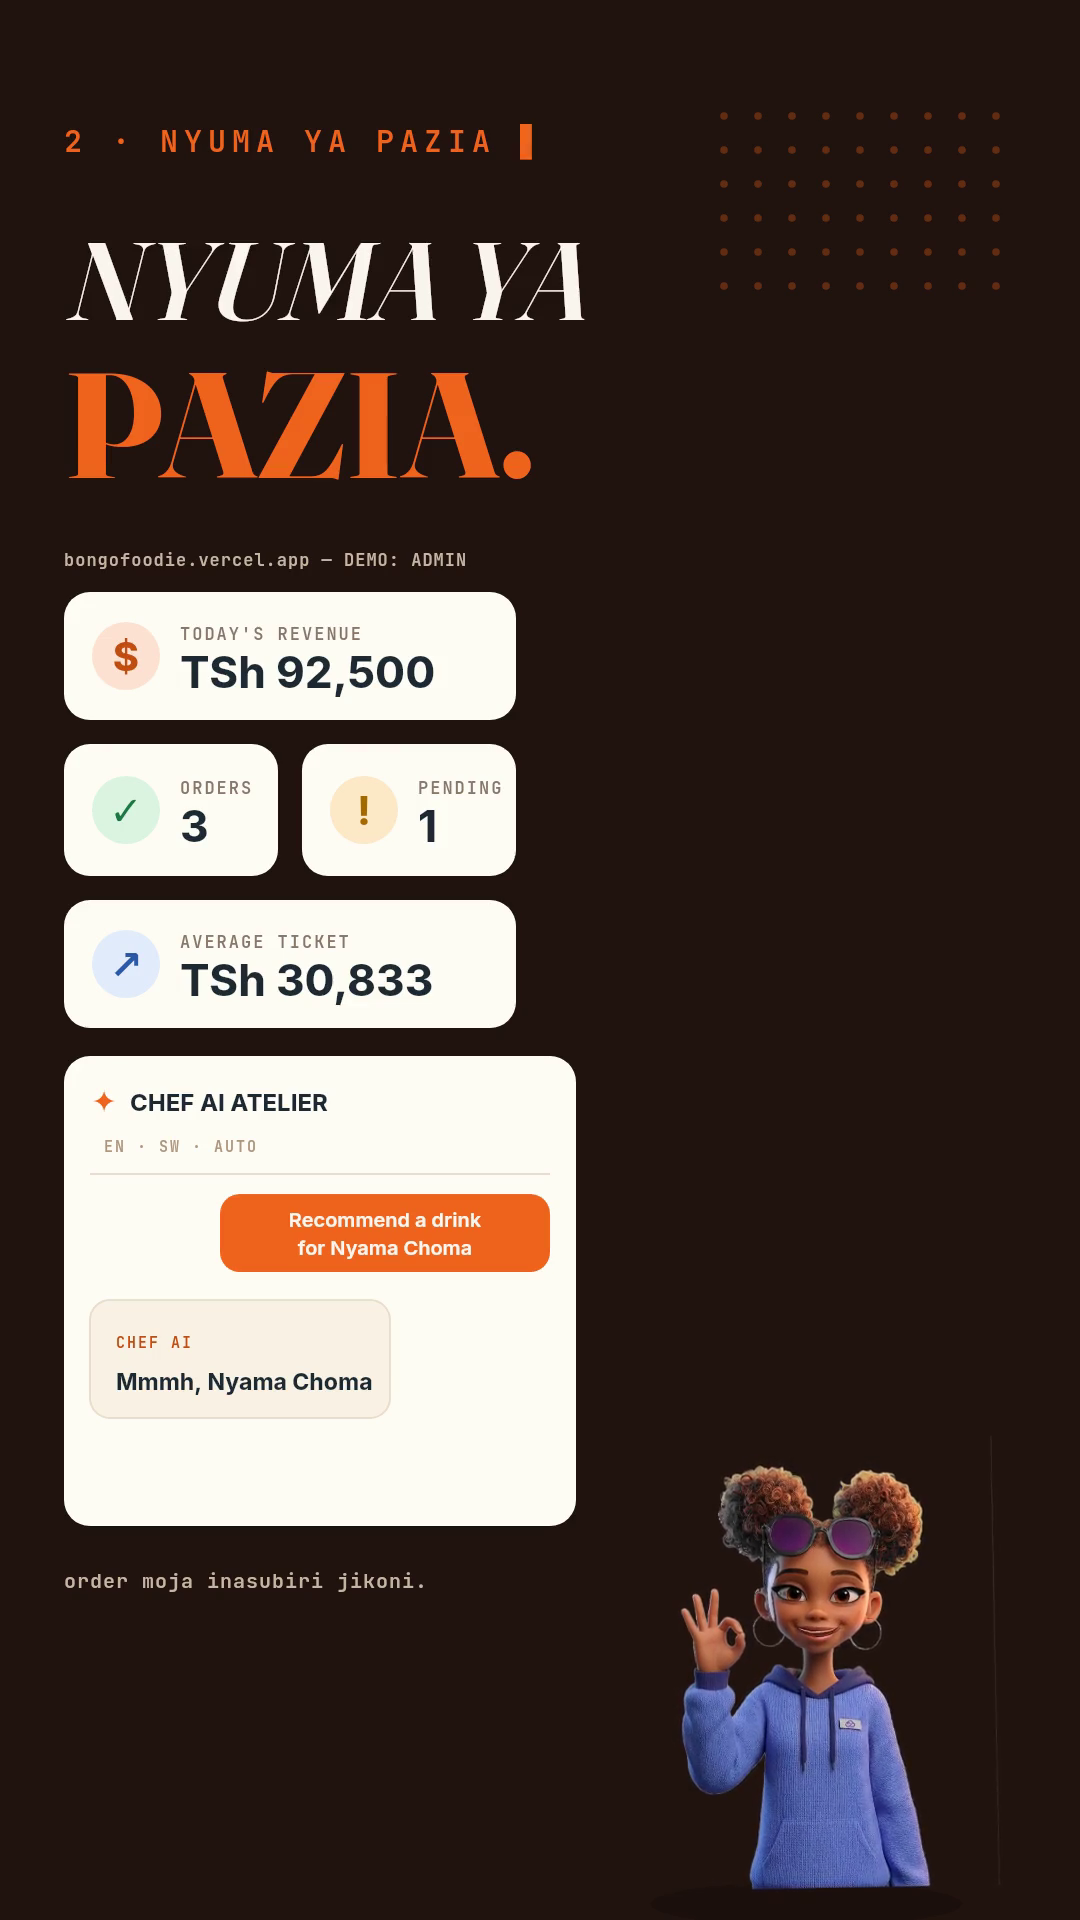 2 · NYUMA YA PAZIA
NYUMA YA
PAZIA.
bongofoodie.vercel.app — DEMO: ADMIN
$
TODAY'S REVENUE
TSh 92,500
✓
ORDERS
3
!
PENDING
1
↗
AVERAGE TICKET
TSh 30,833
✦ CHEF AI ATELIER
EN · SW · AUTO
Recommend a drink
for Nyama Choma
CHEF AI
Mmmh, Nyama Choma
order moja inasubiri jikoni.